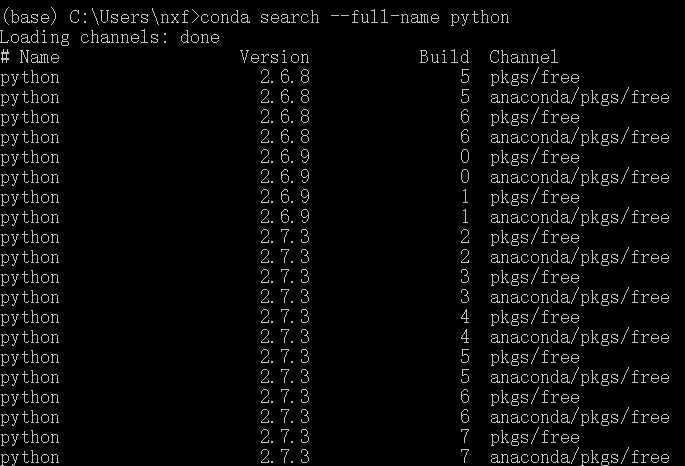 (base) C:\Users\nxf>conda search --full-name python
Loading channels: done
# Name Version Build Channel
python 2.6.8 5 pkgs/free
python 2.6.8 5 anaconda/pkgs/free
python 2.6.8 6 pkgs/free
python 2.6.8 6 anaconda/pkgs/free
python 2.6.9 0 pkgs/free
python 2.6.9 0 anaconda/pkgs/free
python 2.6.9 1 pkgs/free
python 2.6.9 1 anaconda/pkgs/free
python 2.7.3 2 pkgs/free
python 2.7.3 2 anaconda/pkgs/free
python 2.7.3 3 pkgs/free
python 2.7.3 3 anaconda/pkgs/free
python 2.7.3 4 pkgs/free
python 2.7.3 4 anaconda/pkgs/free
python 2.7.3 5 pkgs/free
python 2.7.3 5 anaconda/pkgs/free
python 2.7.3 6 pkgs/free
python 2.7.3 6 anaconda/pkgs/free
python 2.7.3 7 pkgs/free
python 2.7.3 7 anaconda/pkgs/free